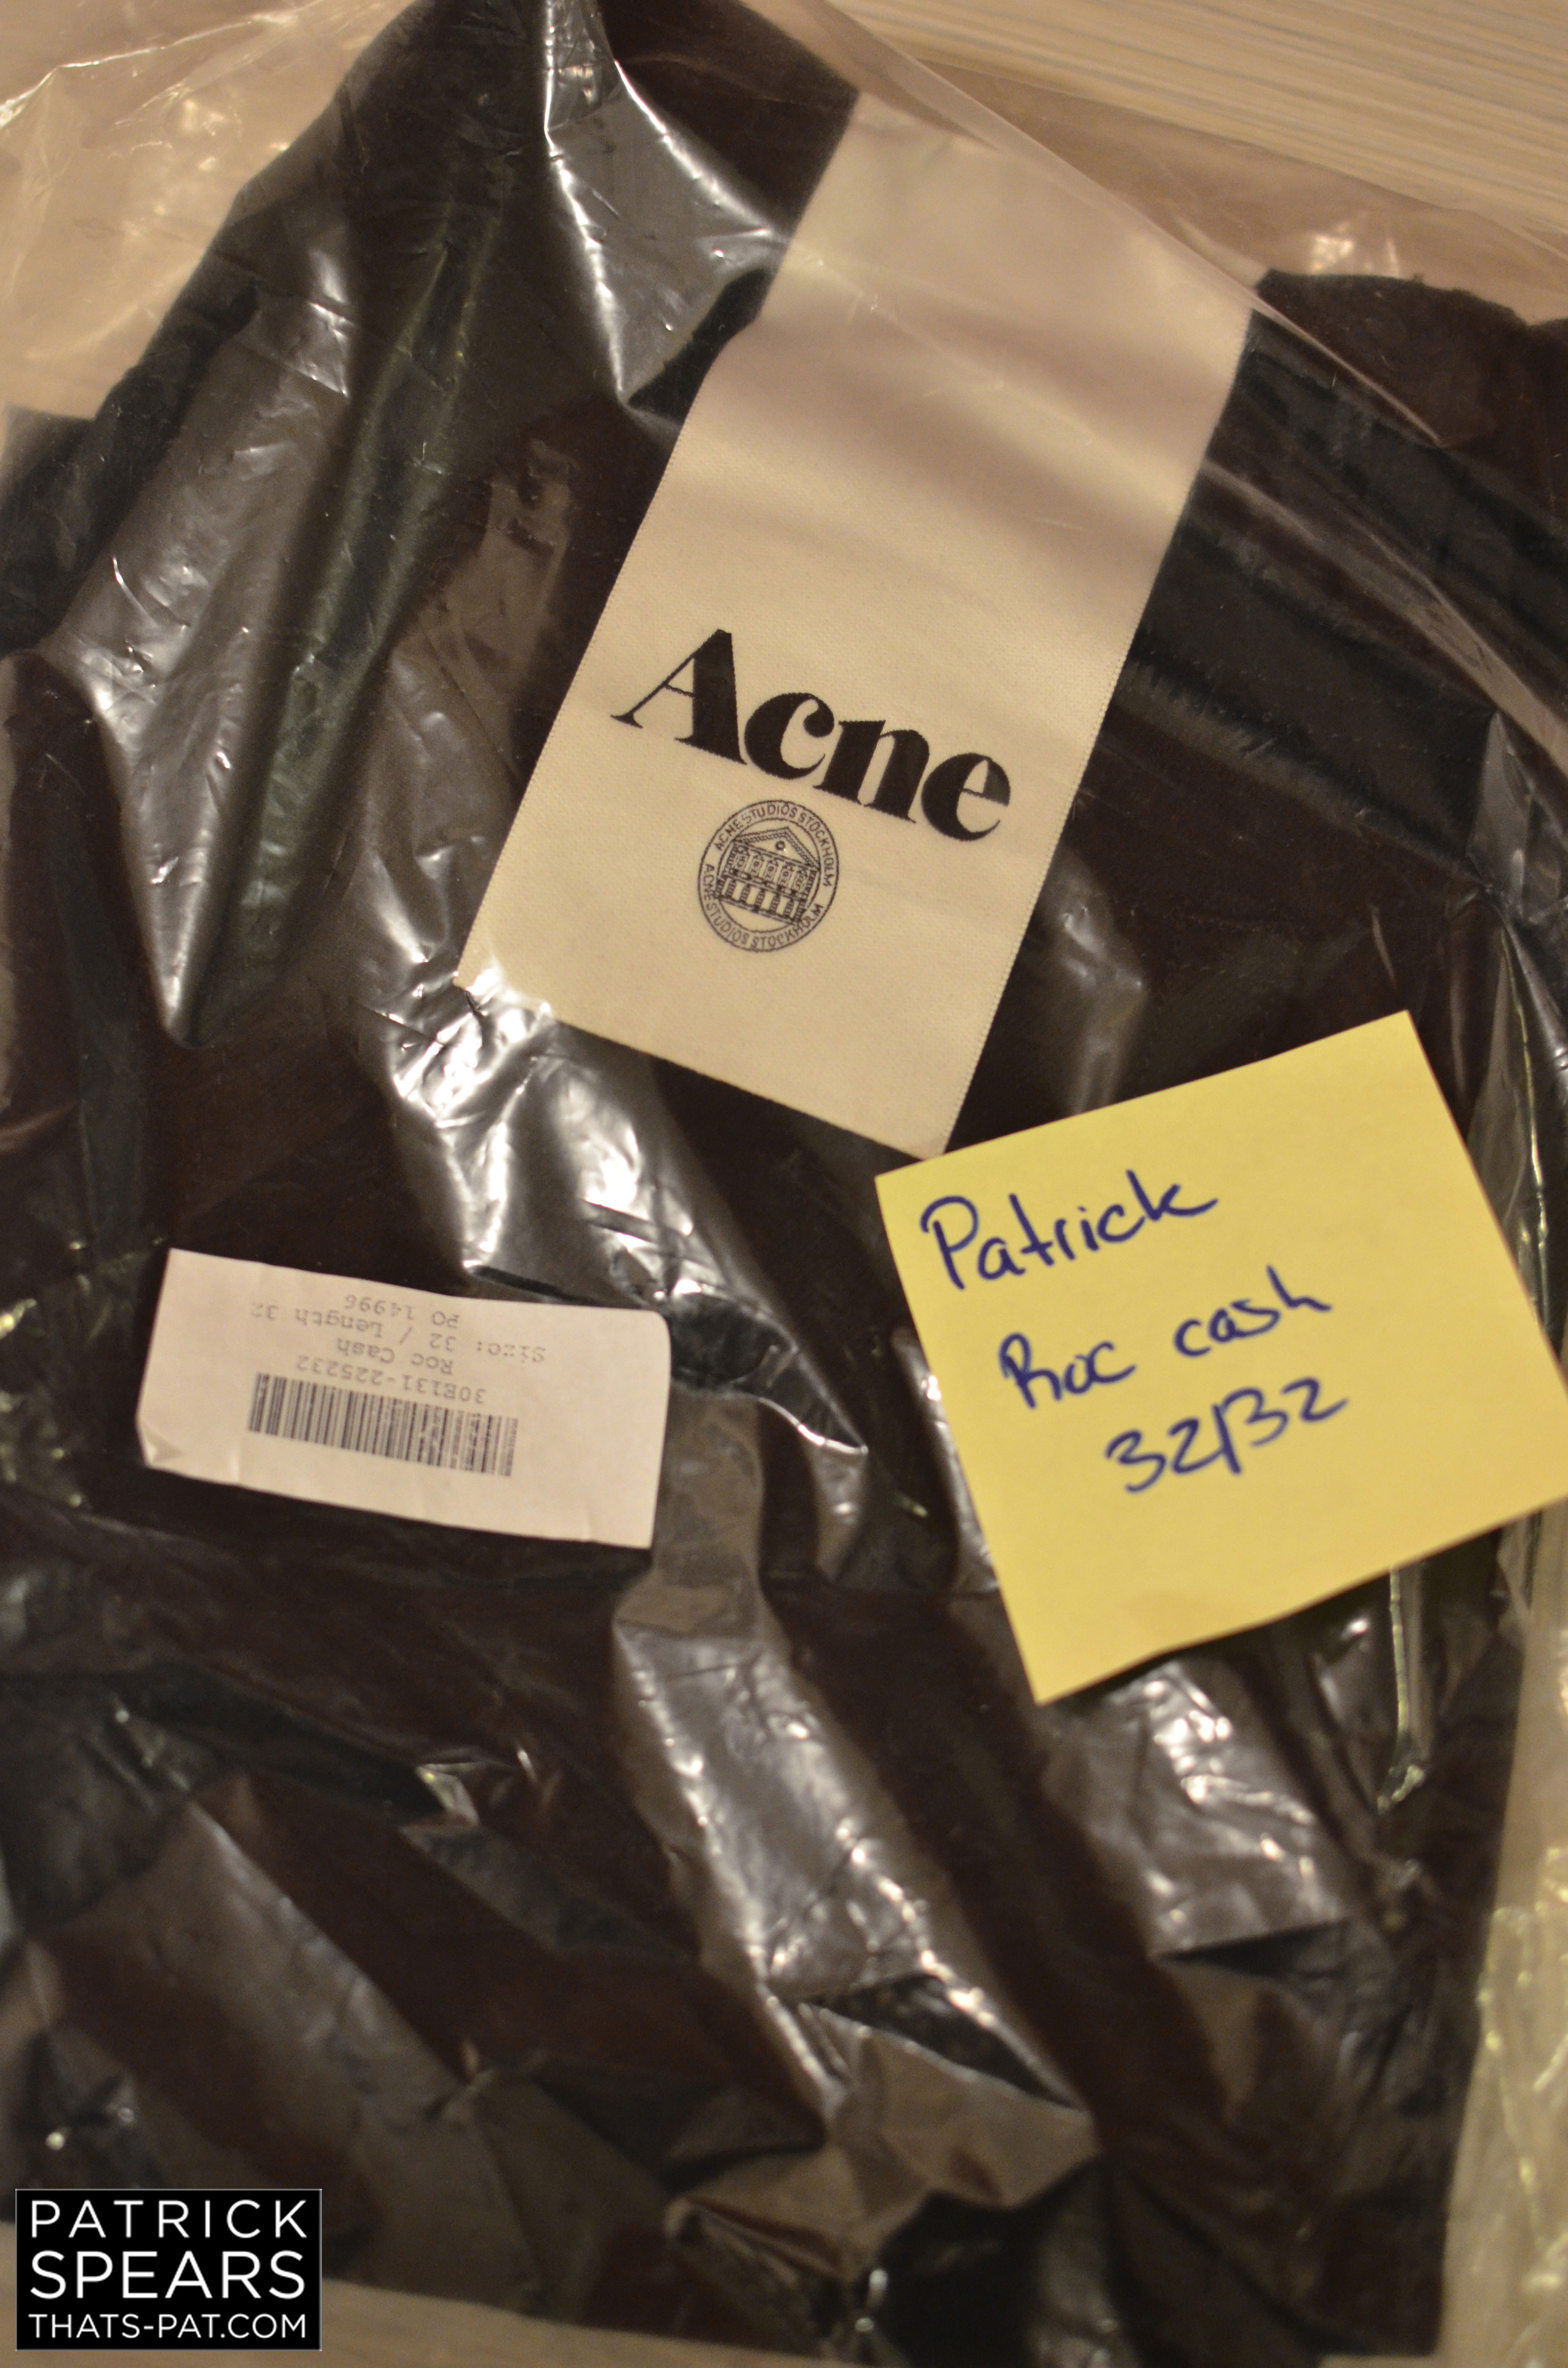 Acne
ACNE STUDIOS STOCKHOLM
ACNE STUDIOS STOCKHOLM
Patrick
Roc cash
32/32
30E131-225232
Roc Cash
Size: 32 / Length 32
PO 14996
PATRICK
SPEARS
THATS-PAT.COM